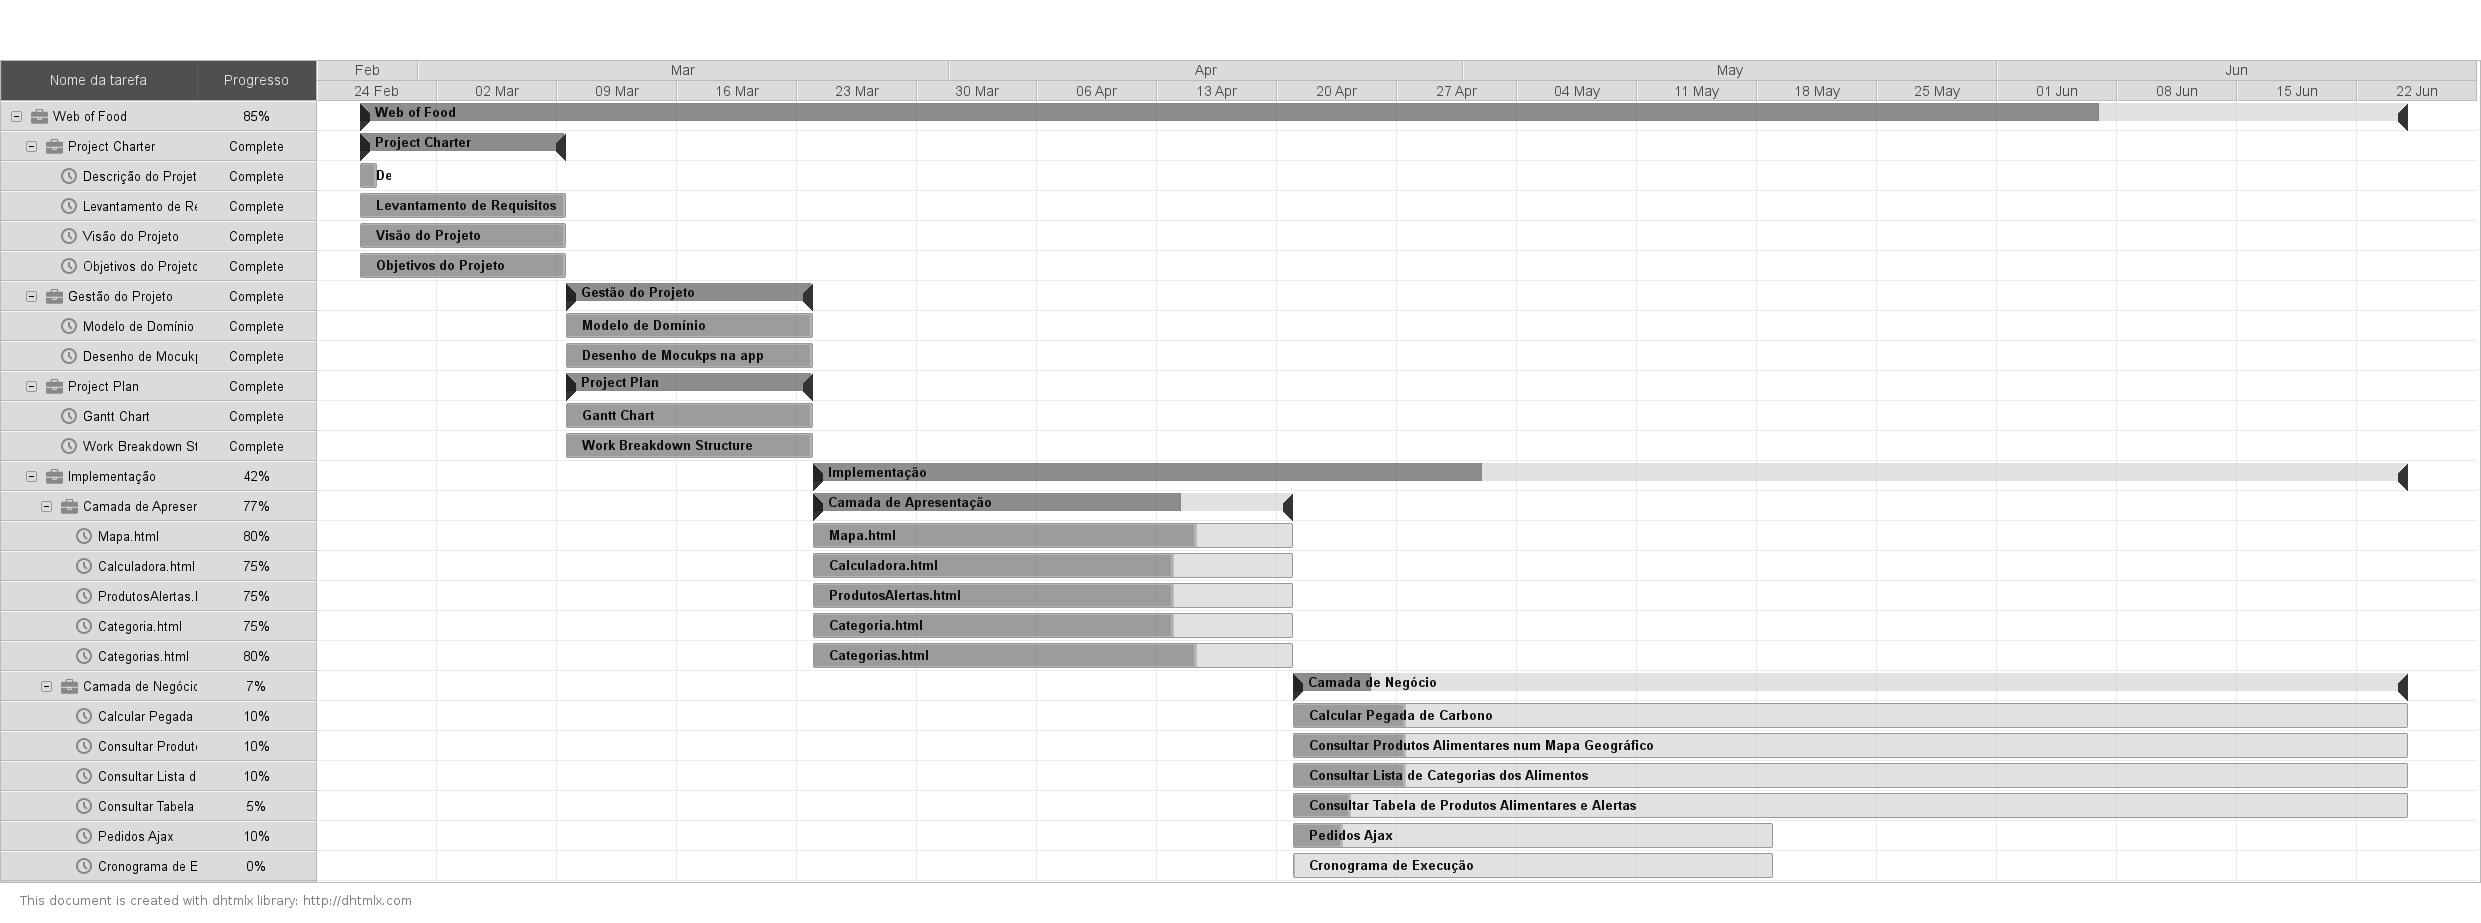 Nome da tarefa Progresso Feb Mar Apr May Jun
24 Feb 02 Mar 09 Mar 16 Mar 23 Mar 30 Mar 06 Apr 13 Apr 20 Apr 27 Apr 04 May 11 May 18 May 25 May 01 Jun 08 Jun 15 Jun 22 Jun
Web of Food 85% Web of Food
Project Charter Complete Project Charter
Descrição do Projet Complete De
Levantamento de Re Complete Levantamento de Requisitos
Visão do Projeto Complete Visão do Projeto
Objetivos do Projeto Complete Objetivos do Projeto
Gestão do Projeto Complete Gestão do Projeto
Modelo de Domínio Complete Modelo de Domínio
Desenho de Mocukp Complete Desenho de Mocukps na app
Project Plan Complete Project Plan
Gantt Chart Complete Gantt Chart
Work Breakdown St Complete Work Breakdown Structure
Implementação 42% Implementação
Camada de Apreser 77% Camada de Apresentação
Mapa.html 80% Mapa.html
Calculadora.html 75% Calculadora.html
ProdutosAlertas.l 75% ProdutosAlertas.html
Categoria.html 75% Categoria.html
Categorias.html 80% Categorias.html
Camada de Negócio 7% Camada de Negócio
Calcular Pegada 10% Calcular Pegada de Carbono
Consultar Produto 10% Consultar Produtos Alimentares num Mapa Geográfico
Consultar Lista d 10% Consultar Lista de Categorias dos Alimentos
Consultar Tabela 5% Consultar Tabela de Produtos Alimentares e Alertas
Pedidos Ajax 10% Pedidos Ajax
Cronograma de E 0% Cronograma de Execução
This document is created with dhtmlx library: http://dhtmlx.com